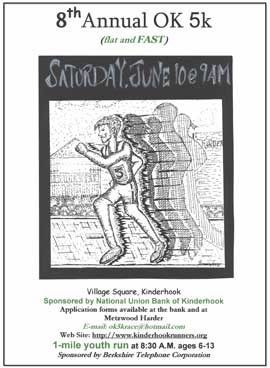 8th Annual OK 5k
(flat and FAST)
SATURDAY, JUNE 10 @ 9AM
5
Village Square, Kinderhook
Sponsored by National Union Bank of Kinderhook
Application forms available at the bank and at
Metzwood Harder
E-mail: ok5krace@hotmail.com
Web Site: http://www.kinderhookrunners.org
1-mile youth run at 8:30 A.M. ages 6-13
Sponsored by Berkshire Telephone Corporation